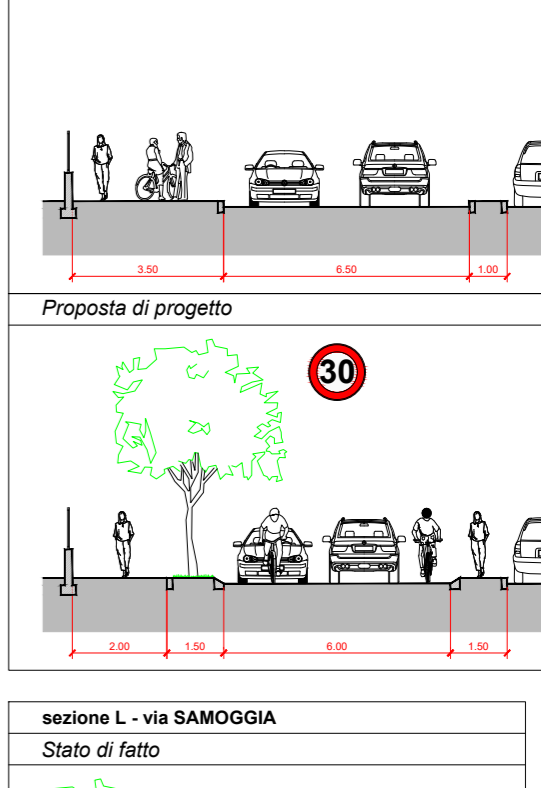 3.50 6.50 1.00
Proposta di progetto
30
2.00 1.50 6.00 1.50
sezione L - via SAMOGGIA
Stato di fatto